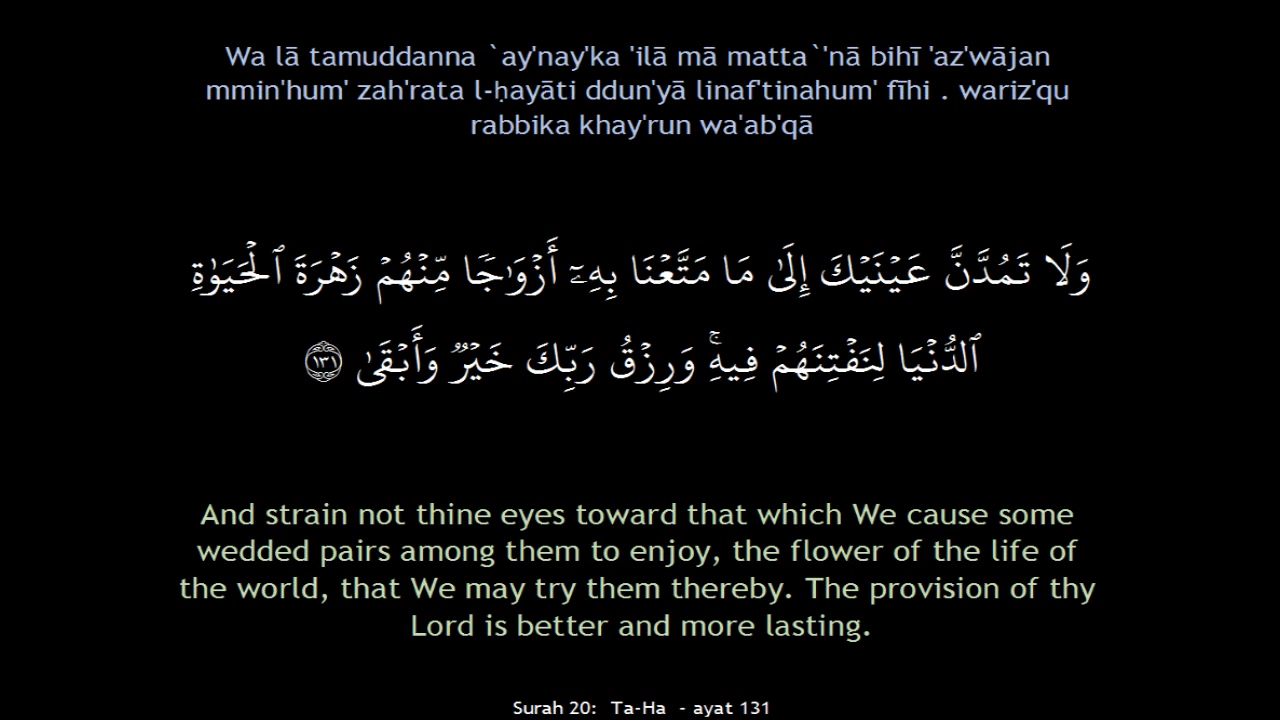 Wa lā tamuddanna `ay'nay'ka 'ilā mā matta`'nā bihī 'az'wājan
mmin'hum' zah'rata l-ḥayāti ddun'yā linaf'tinahum' fīhi . wariz'qu
rabbika khay'run wa'ab'qā
وَلَا تَمُدَّنَّ عَيْنَيْكَ إِلَىٰ مَا مَتَّعْنَا بِهِۦٓ أَزْوَٰجًا مِّنْهُمْ زَهْرَةَ ٱلْحَيَوٰةِ
ٱلدُّنْيَا لِنَفْتِنَهُمْ فِيهِ ۚ وَرِزْقُ رَبِّكَ خَيْرٌ وَأَبْقَىٰ ١٣١
And strain not thine eyes toward that which We cause some
wedded pairs among them to enjoy, the flower of the life of
the world, that We may try them thereby. The provision of thy
Lord is better and more lasting.
Surah 20: Ta-Ha - ayat 131